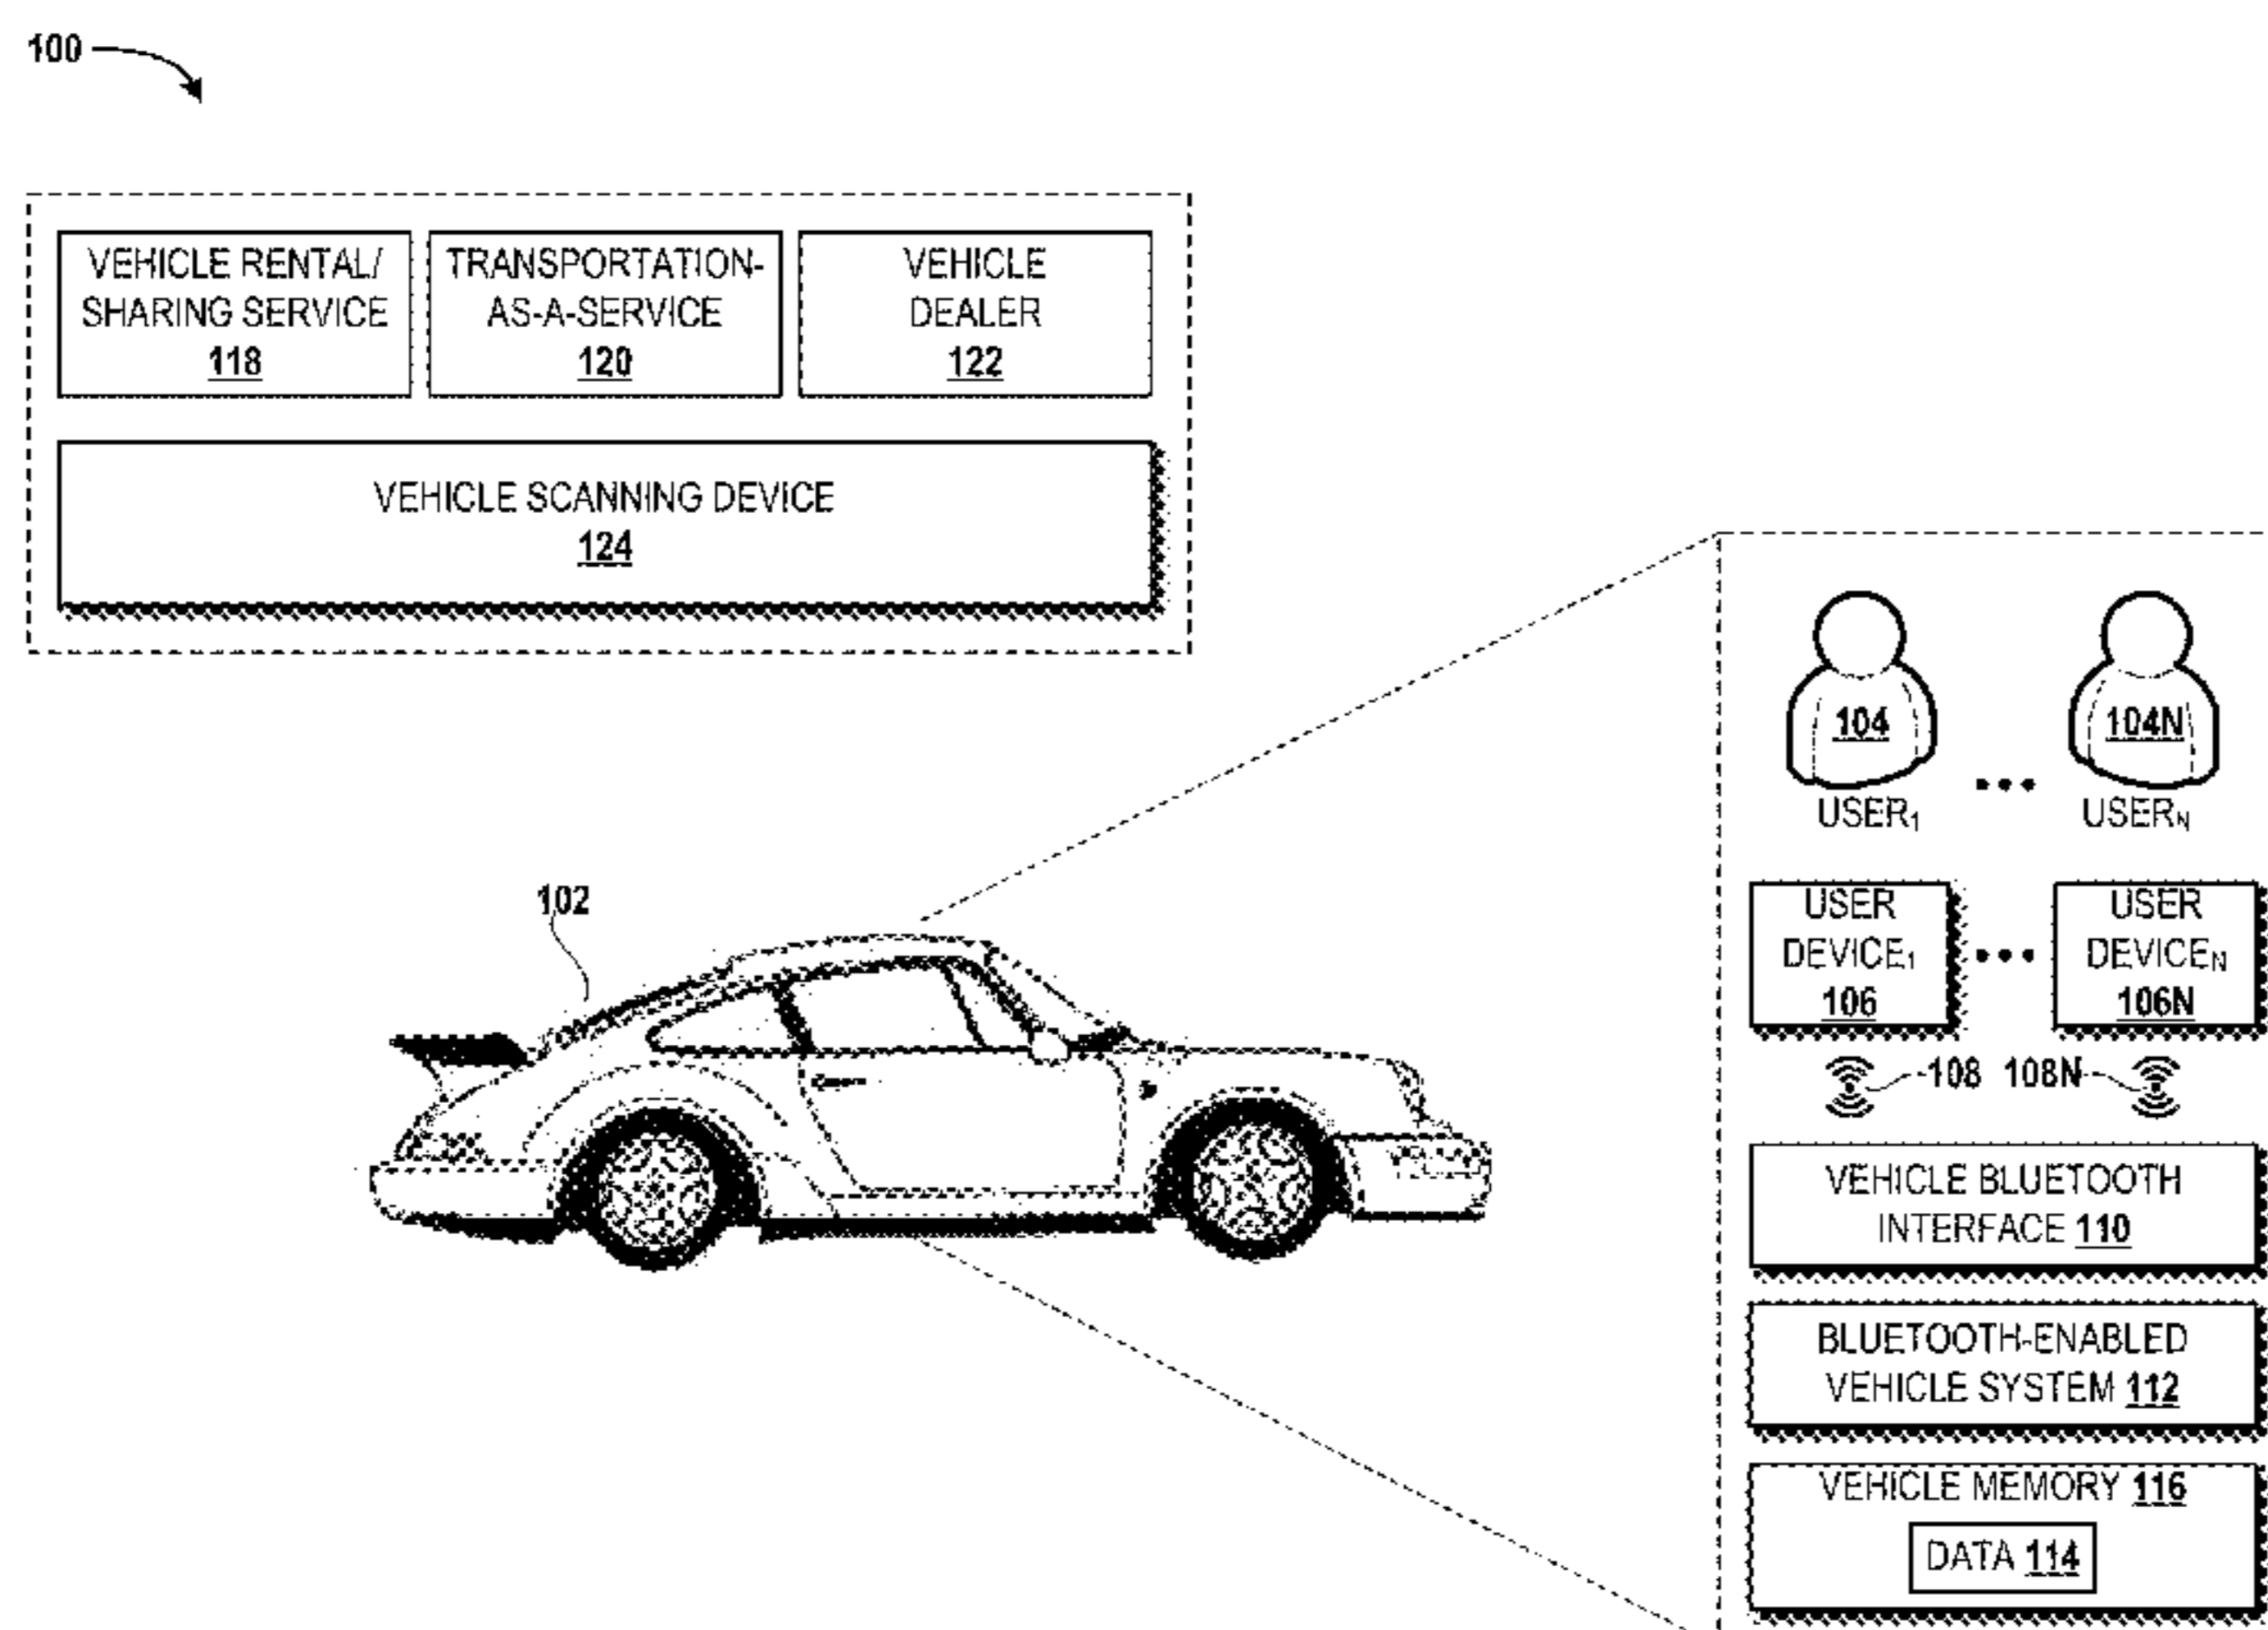 100
VEHICLE RENTAL/
SHARING SERVICE
118
TRANSPORTATION-
AS-A-SERVICE
120
VEHICLE
DEALER
122
VEHICLE SCANNING DEVICE
124
102
104
USER₁
...
104N
USERN
USER
DEVICE₁
106
...
USER
DEVICEN
106N
108 108N
VEHICLE BLUETOOTH
INTERFACE 110
BLUETOOTH-ENABLED
VEHICLE SYSTEM 112
VEHICLE MEMORY 116
DATA 114